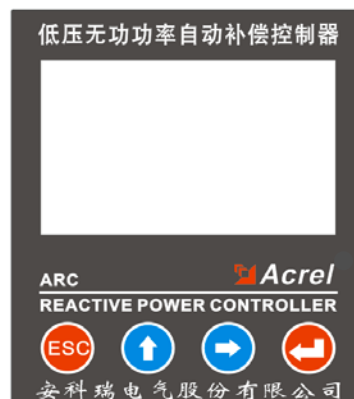 低压无功功率自动补偿控制器
ARC Acrel
REACTIVE POWER CONTROLLER
ESC
安科瑞电气股份有限公司